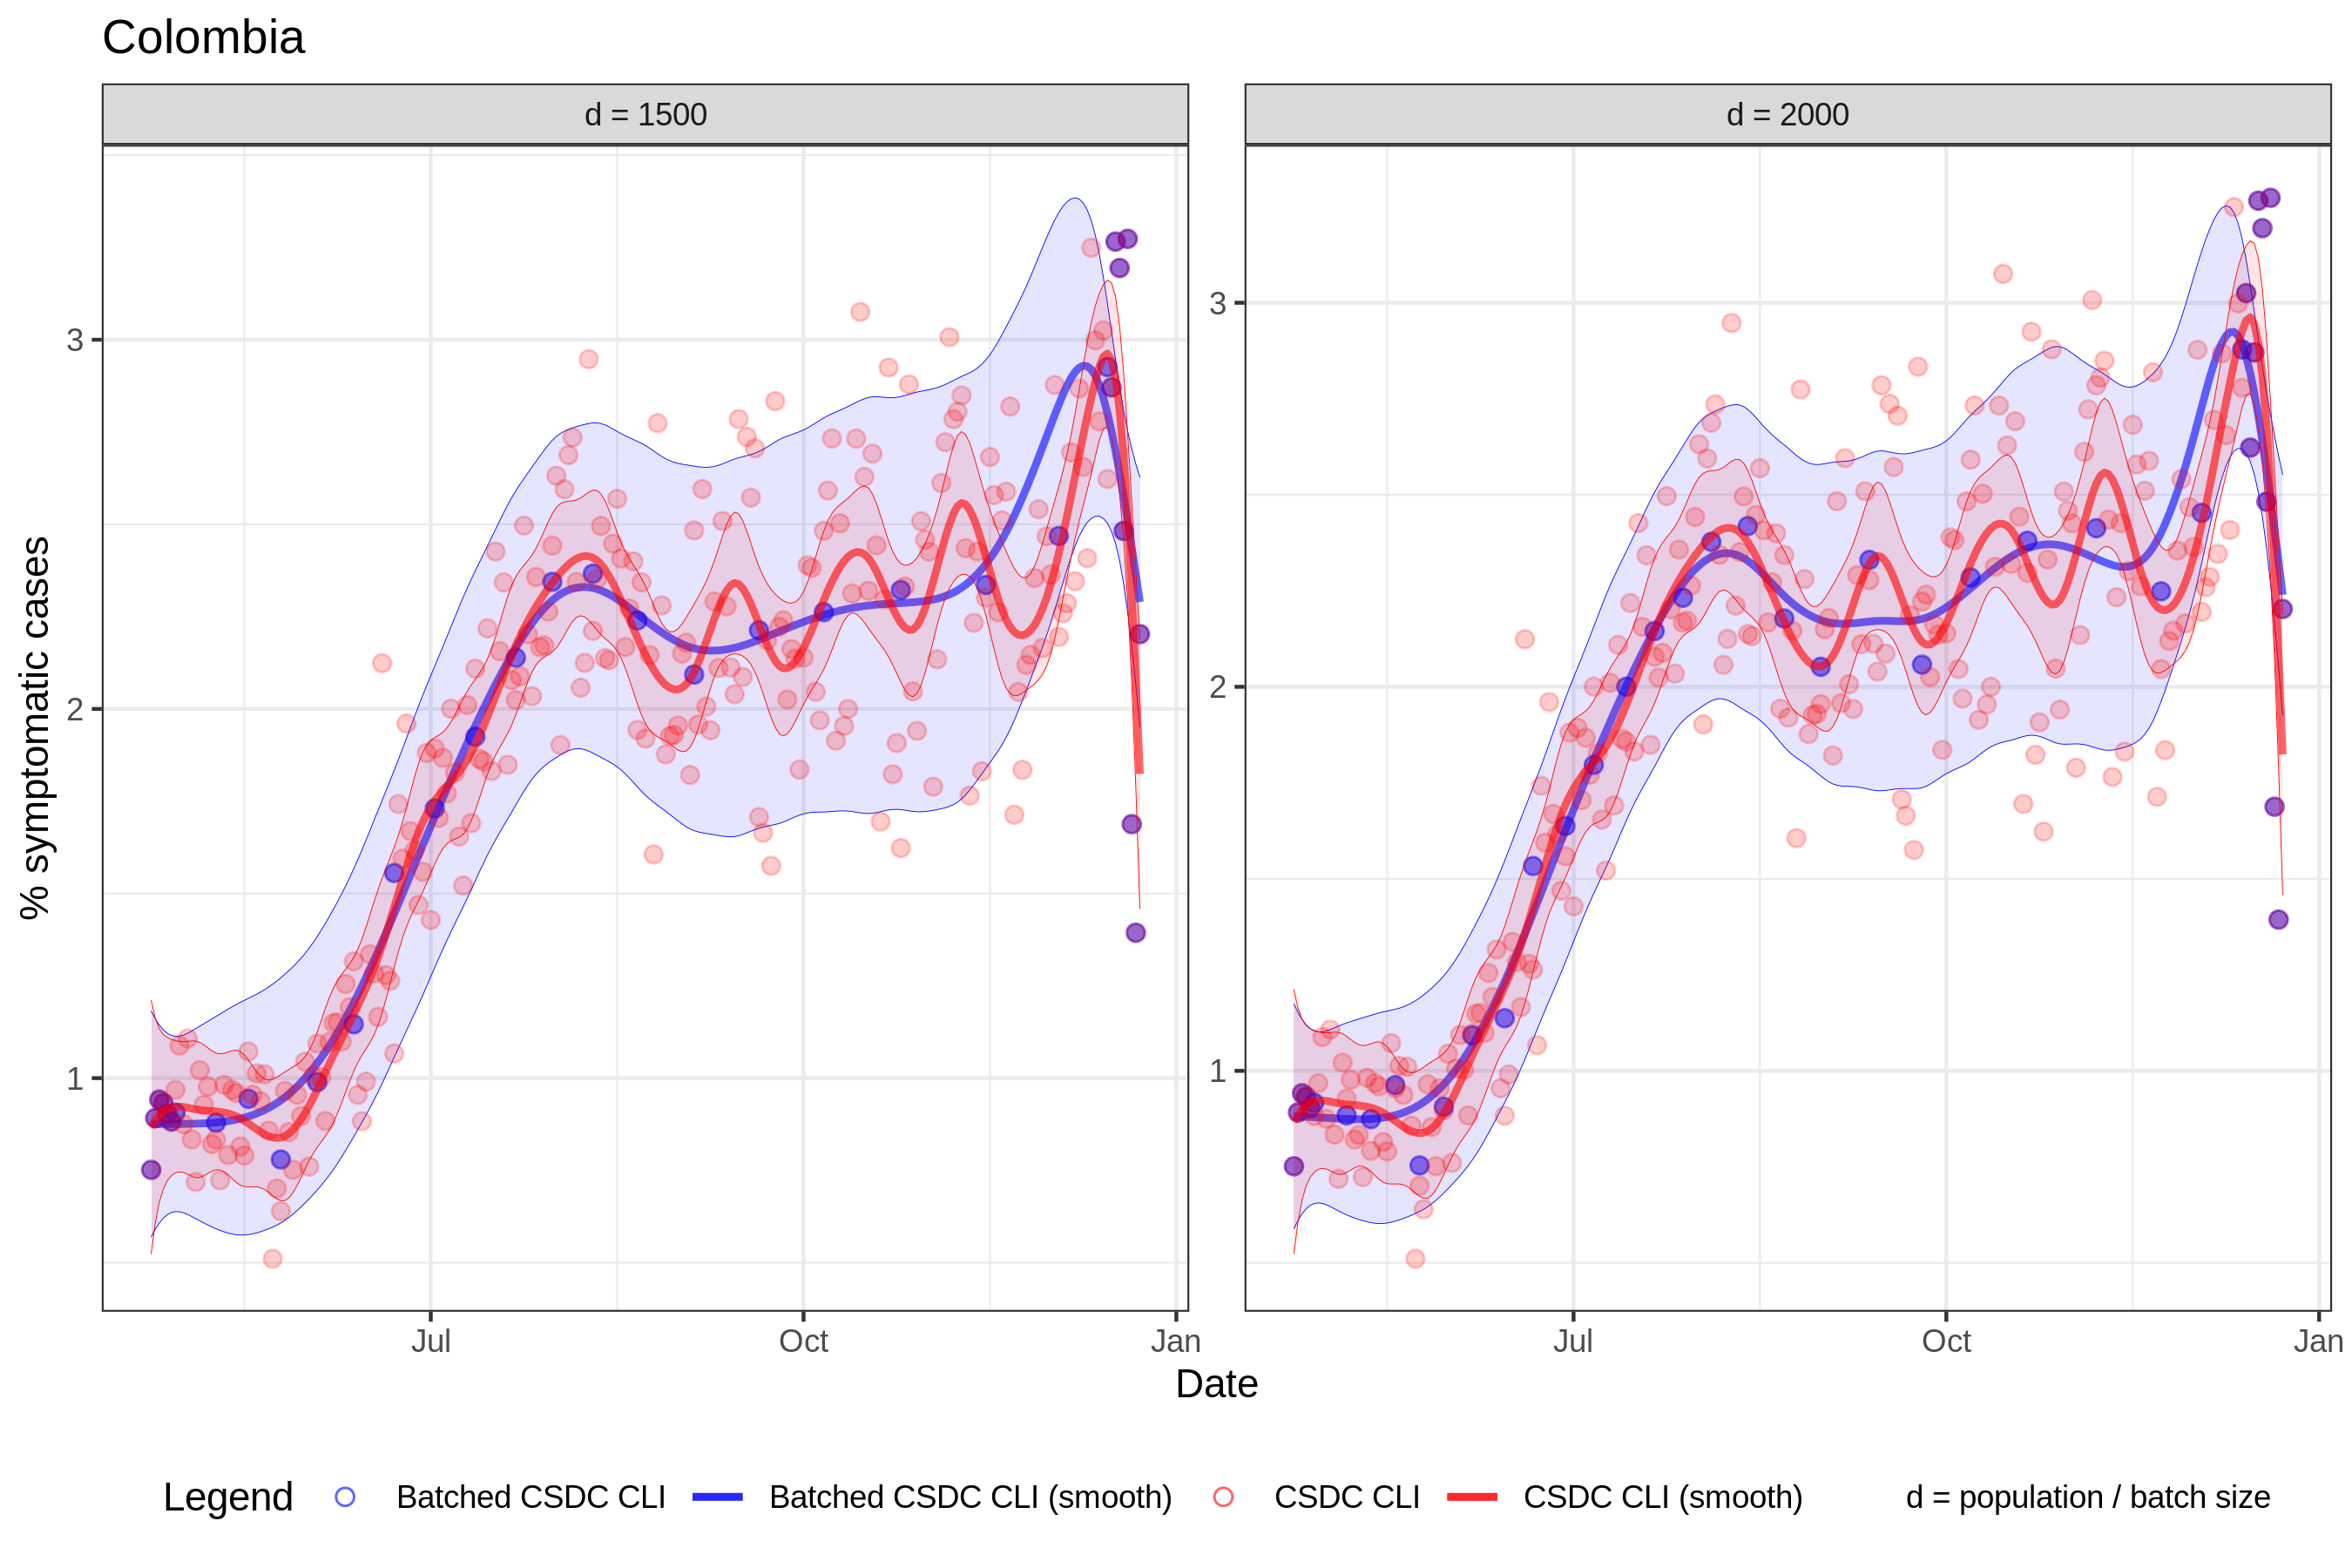 Colombia
d = 1500
d = 2000
% symptomatic cases
3
2
1
3
2
1
Jul
Oct
Jan
Jul
Oct
Jan
Date
Legend
Batched CSDC CLI
Batched CSDC CLI (smooth)
CSDC CLI
CSDC CLI (smooth)
d = population / batch size